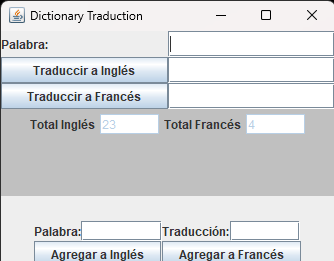 Dictionary Traduction
Palabra:
Traduccir a Inglés
Traduccir a Francés
Total Inglés 23 Total Francés 4
Palabra: Traducción:
Agregar a Inglés Agregar a Francés